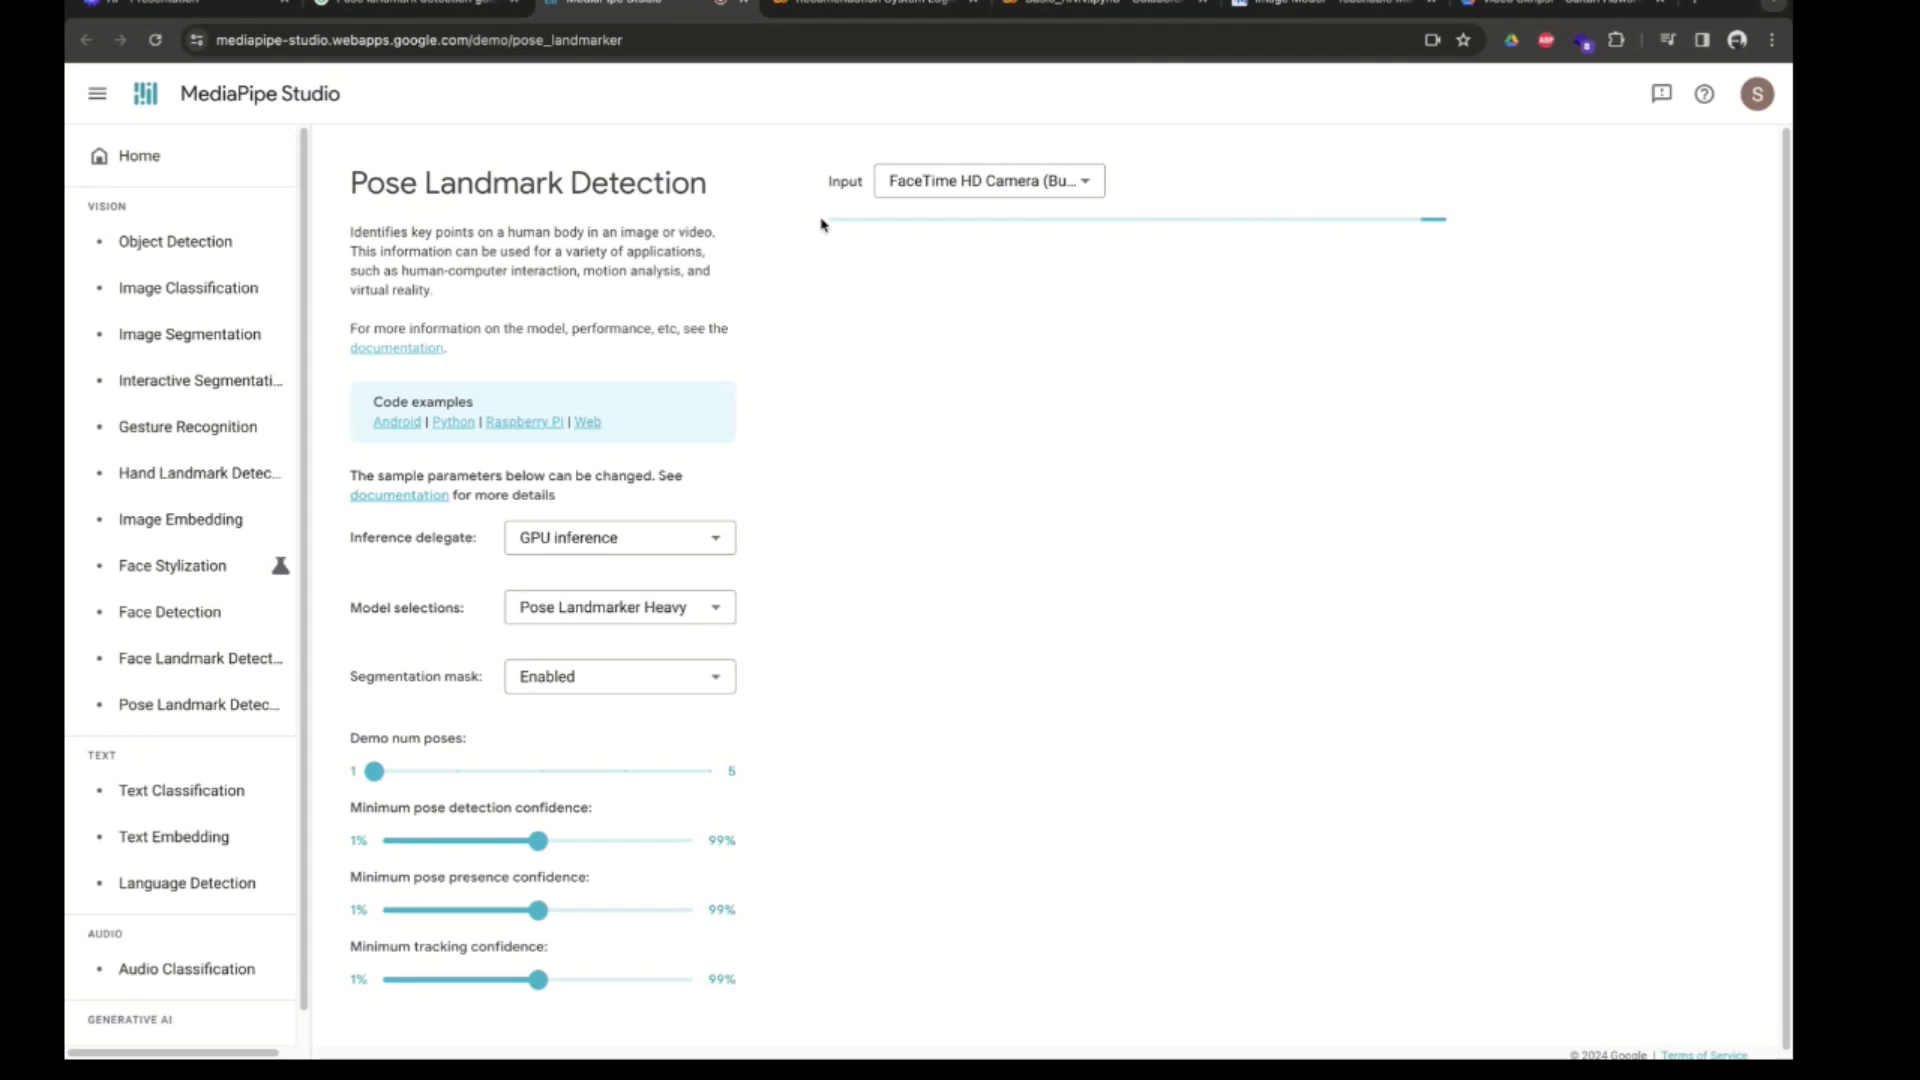 mediapipe-studio.webapps.google.com/demo/pose_landmarker
ABP
8
MediaPipe Studio
S
Home
VISION
Object Detection
Image Classification
Image Segmentation
Interactive Segmentati...
Gesture Recognition
Hand Landmark Detec...
Image Embedding
Face Stylization
Face Detection
Face Landmark Detect...
Pose Landmark Detec...
TEXT
Text Classification
Text Embedding
Language Detection
AUDIO
Audio Classification
GENERATIVE AI
Pose Landmark Detection
Identifies key points on a human body in an image or video.
This information can be used for a variety of applications,
such as human-computer interaction, motion analysis, and
virtual reality.
For more information on the model, performance, etc, see the
documentation.
Code examples
Android | Python | Raspberry Pi | Web
The sample parameters below can be changed. See
documentation for more details
Inference delegate: GPU inference
Model selections: Pose Landmarker Heavy
Segmentation mask: Enabled
Demo num poses:
1 5
Minimum pose detection confidence:
1% 99%
Minimum pose presence confidence:
1% 99%
Minimum tracking confidence:
1% 99%
Input FaceTime HD Camera (Bu...
© 2024 Google | Terms of Service